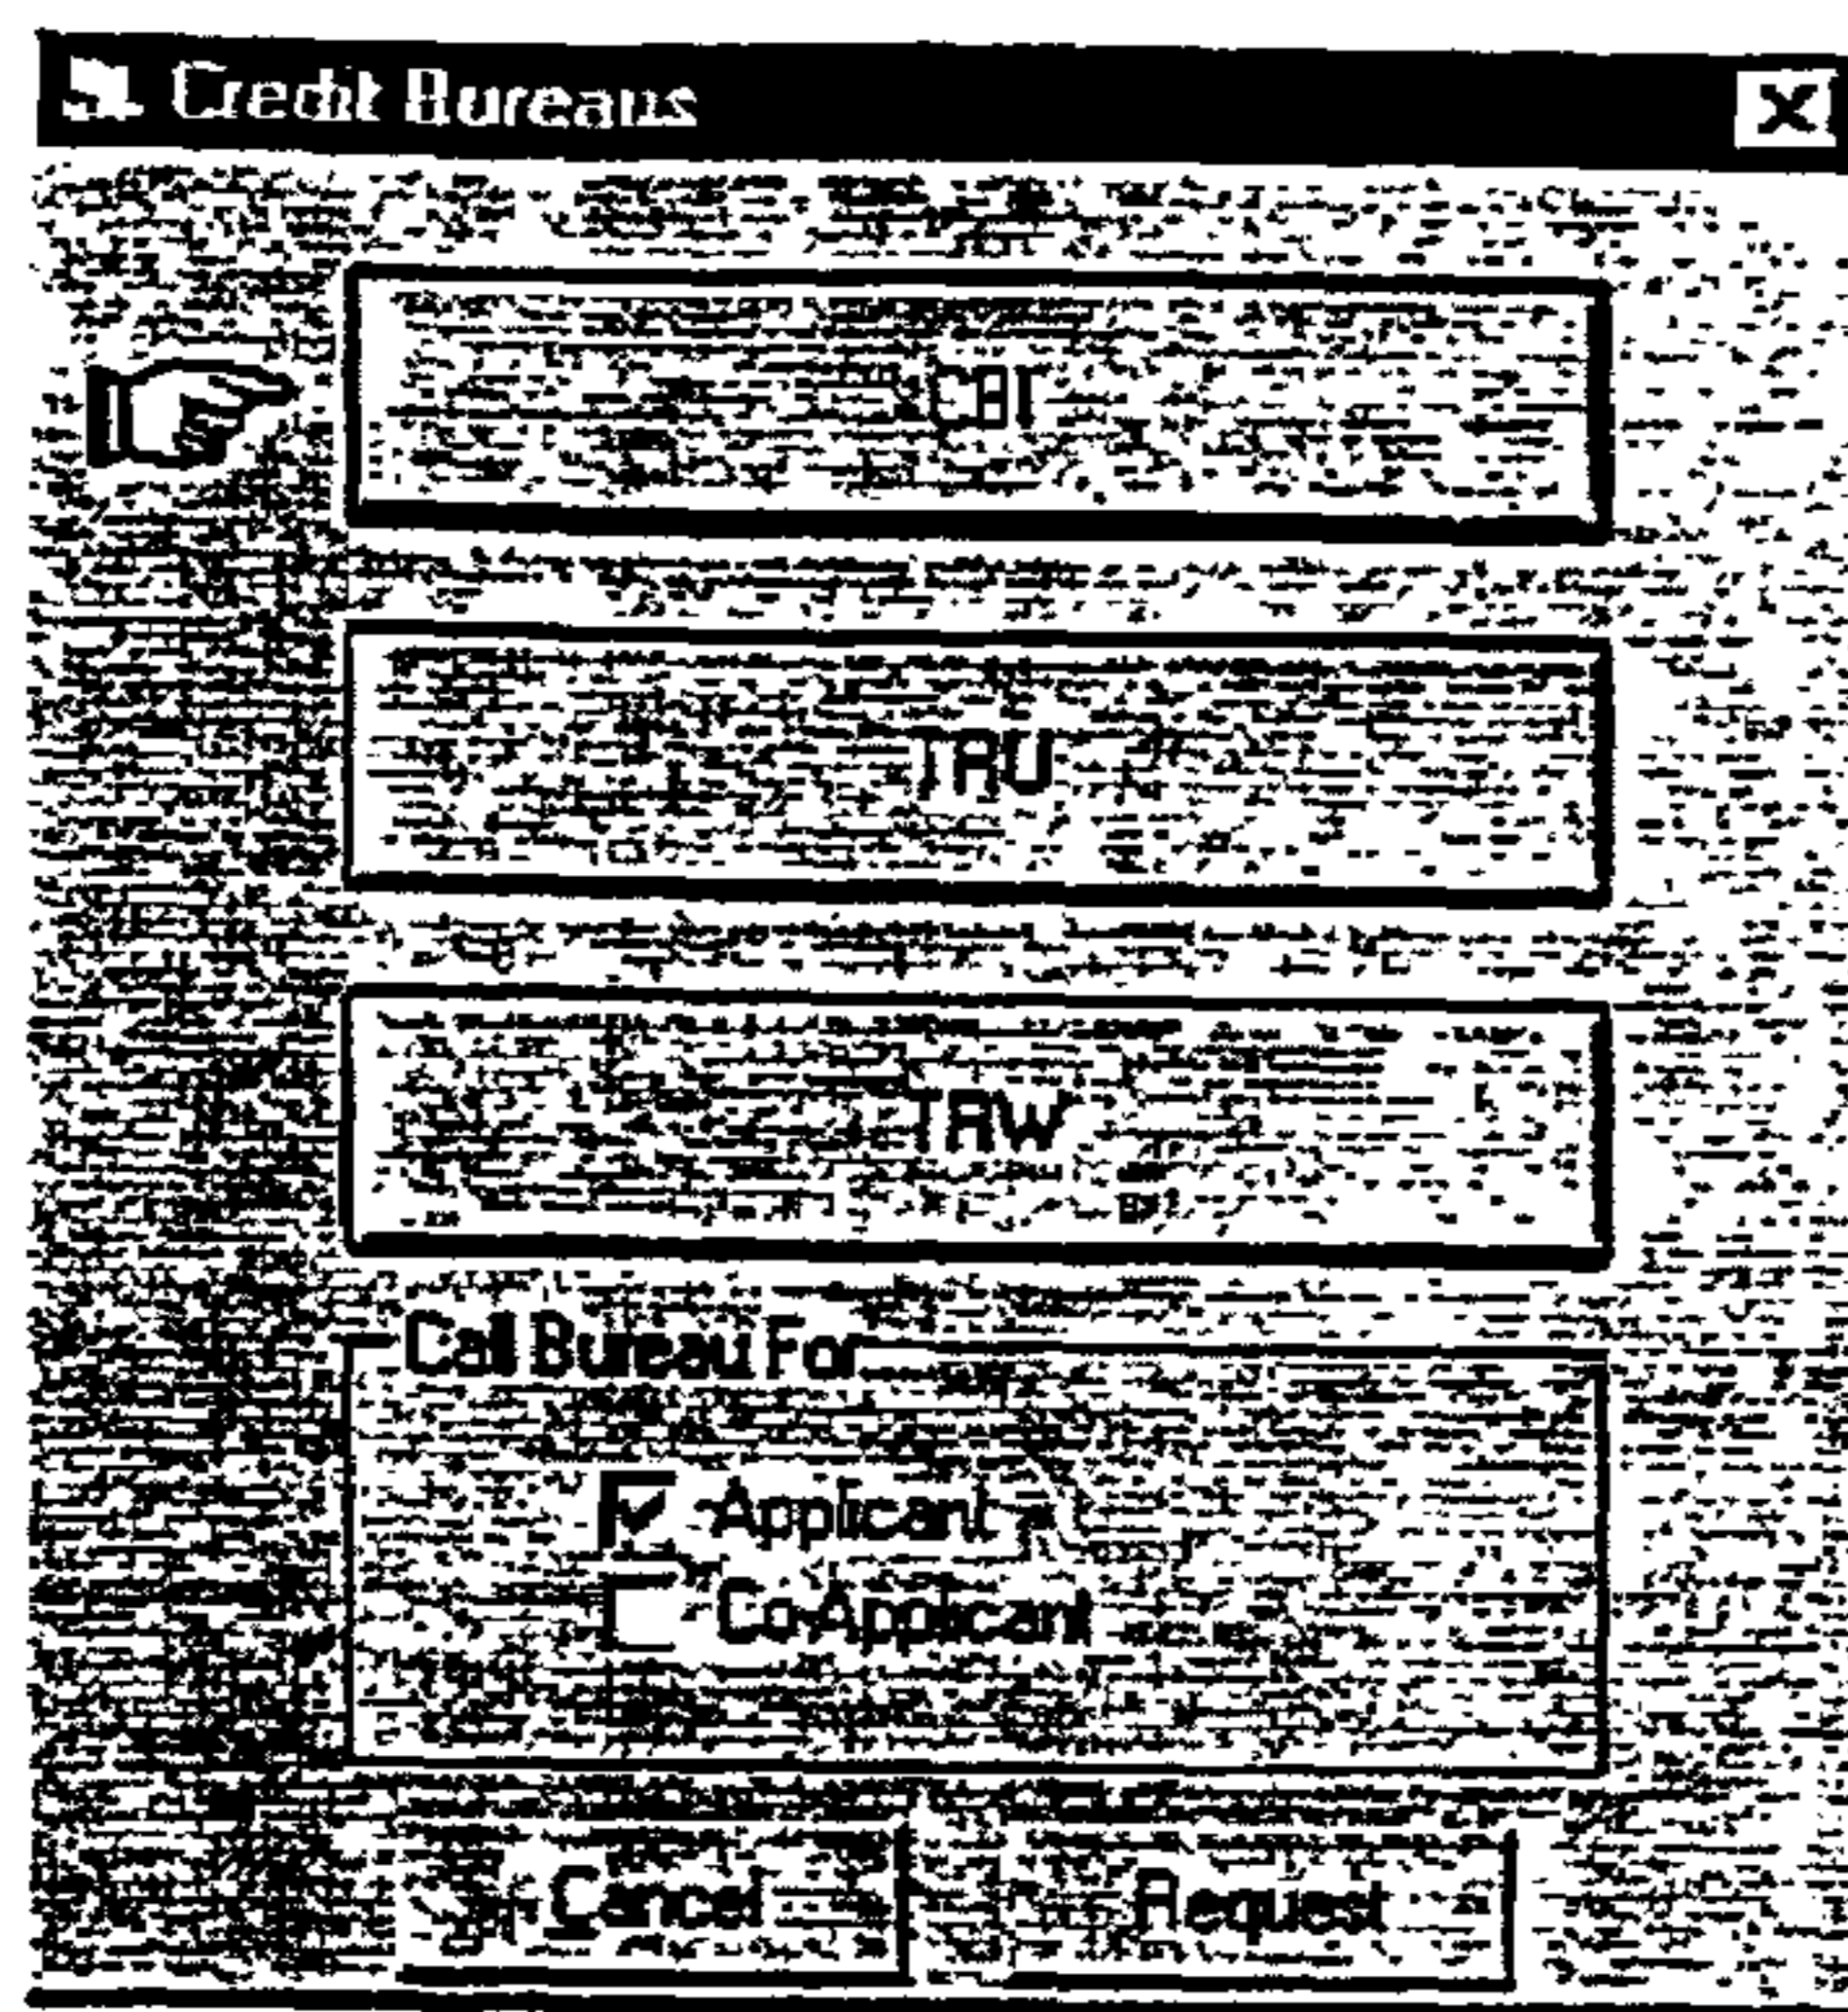 Credit Bureaus
CBI
TRU
TRW
Call Bureau For
Applicant
Co-Applicant
Cancel
Request